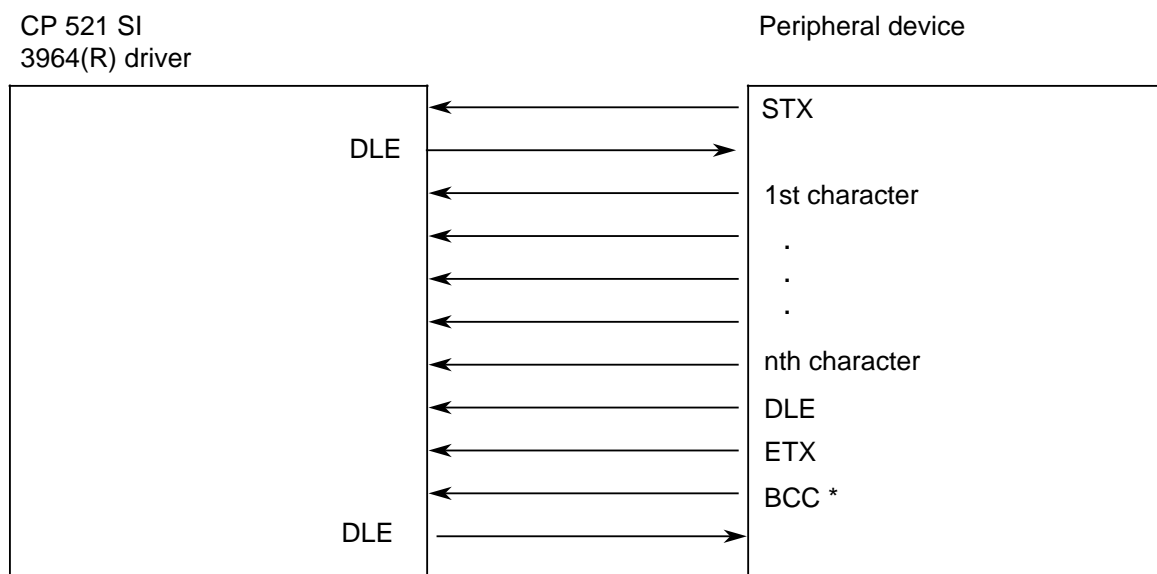 CP 521 SI
3964(R) driver
Peripheral device
STX
DLE
1st character
.
.
.
nth character
DLE
ETX
BCC *
DLE